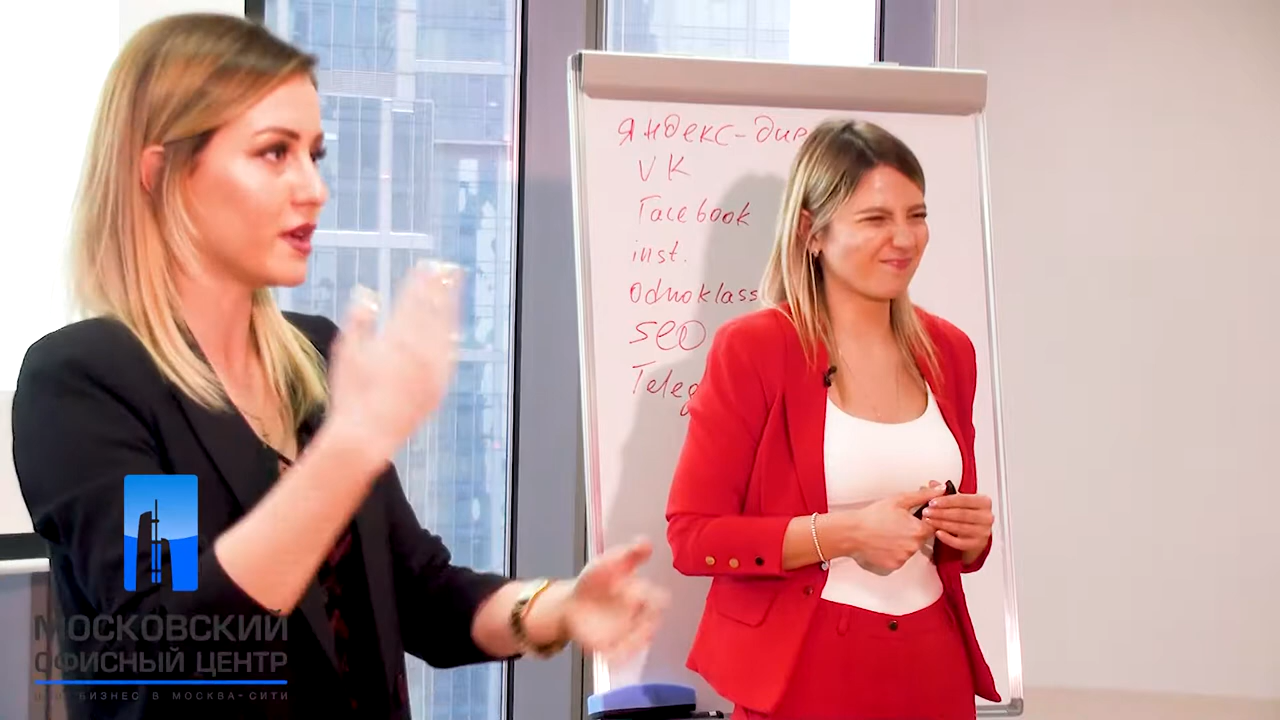 Яндекс-дир
VK
Facebook
inst.
Odnoklass
SEO
Teleg
МОСКОВСКИЙ
ОФИСНЫЙ ЦЕНТР
БИЗНЕС В МОСКВА-СИТИ